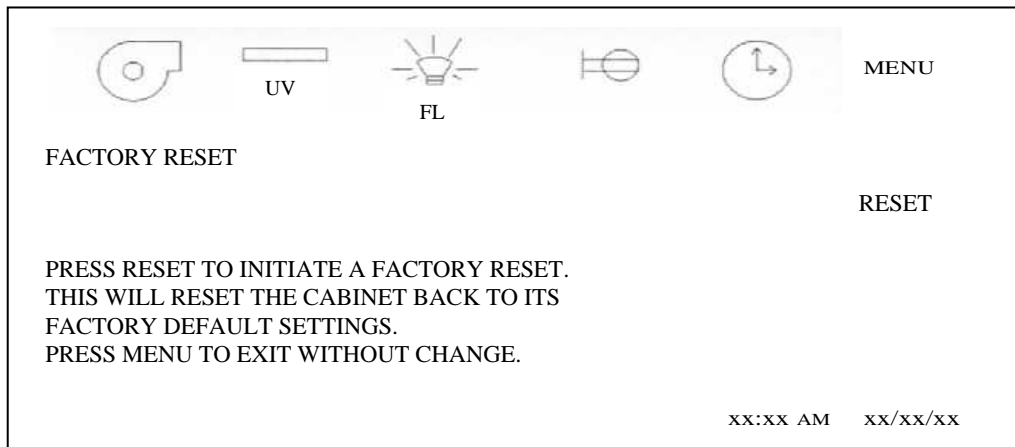 MENU
UV
FL
FACTORY RESET
RESET
PRESS RESET TO INITIATE A FACTORY RESET.
THIS WILL RESET THE CABINET BACK TO ITS
FACTORY DEFAULT SETTINGS.
PRESS MENU TO EXIT WITHOUT CHANGE.
xx:xx AM xx/xx/xx